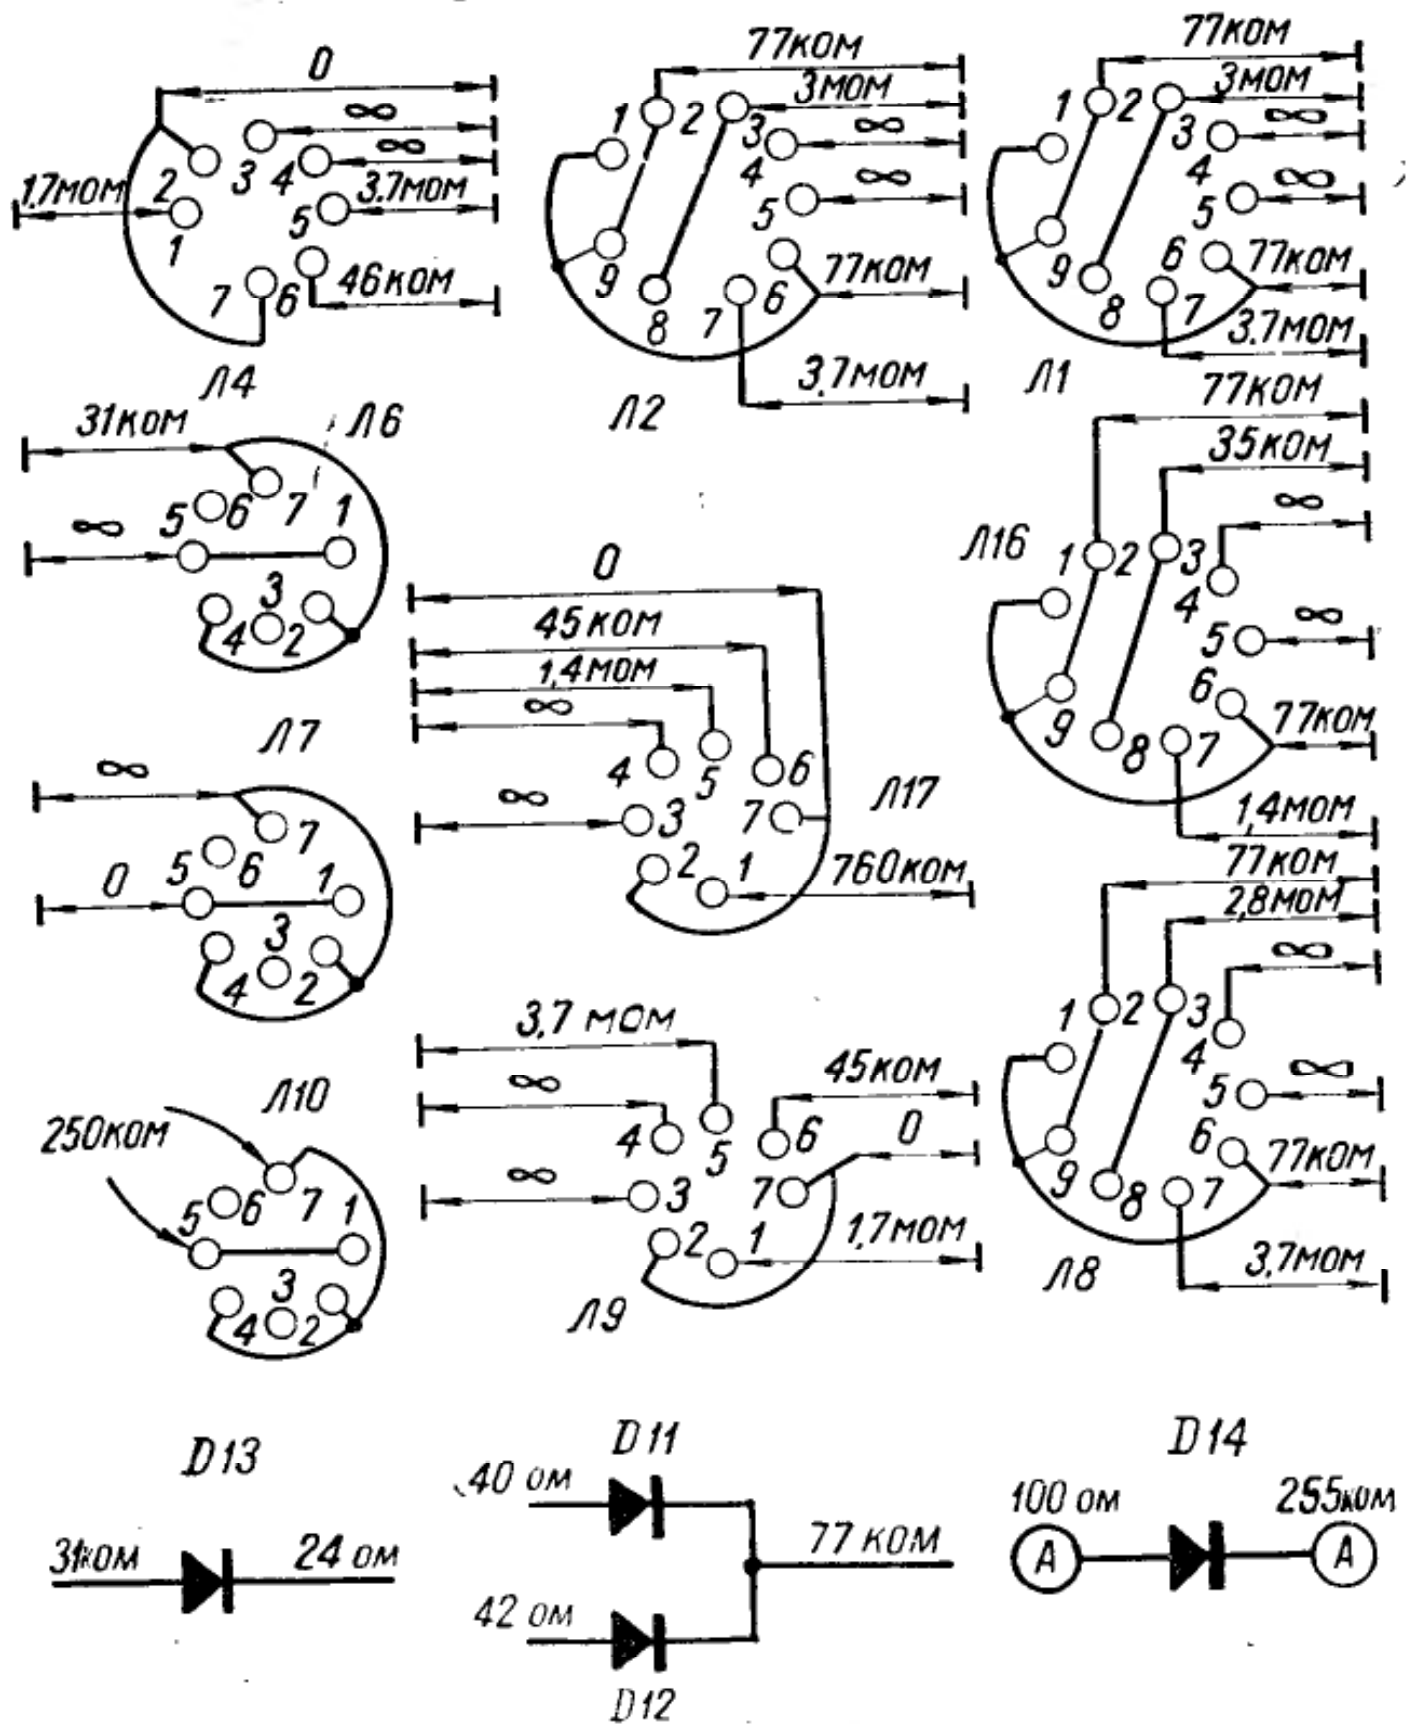 0
∞
∞
3.7мом
46ком
1,7мом
1 2 3 4 5 6 7
Л4
77ком
3мом
∞
∞
77ком
3,7мом
1 2 3 4 5 6 7 8 9
Л2
77ком
3мом
∞
∞
77ком
3.7мом
1 2 3 4 5 6 7 8 9
Л1
31ком
∞
1 2 3 4 5 6 7
Л6
77ком
35ком
∞
∞
77ком
1,4мом
1 2 3 4 5 6 7 8 9
Л16
0
45ком
1,4мом
∞
∞
760ком
1 2 3 4 5 6 7
Л17
Л7
∞
0
1 2 3 4 5 6 7
77ком
2,8мом
∞
∞
77ком
3,7мом
1 2 3 4 5 6 7 8 9
Л8
3,7 мом
∞
∞
45ком
0
1,7мом
1 2 3 4 5 6 7
Л9
Л10
250ком
1 2 3 4 5 6 7
D13
31ком
24 ом
D11
40 ом
77 ком
42 ом
D12
D14
100 ом
255ком
A
A